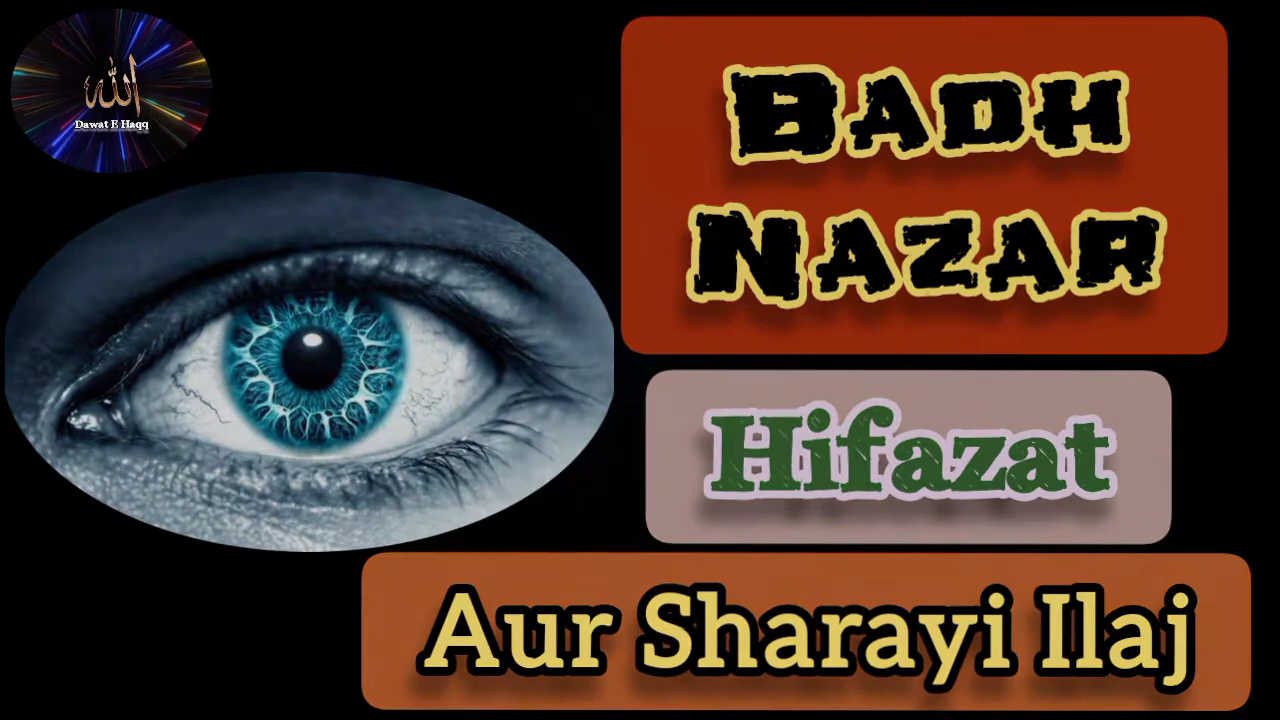 الله
Dawat E Haqq
BADH
NAZAR
Hifazat
Aur Sharayi Ilaj